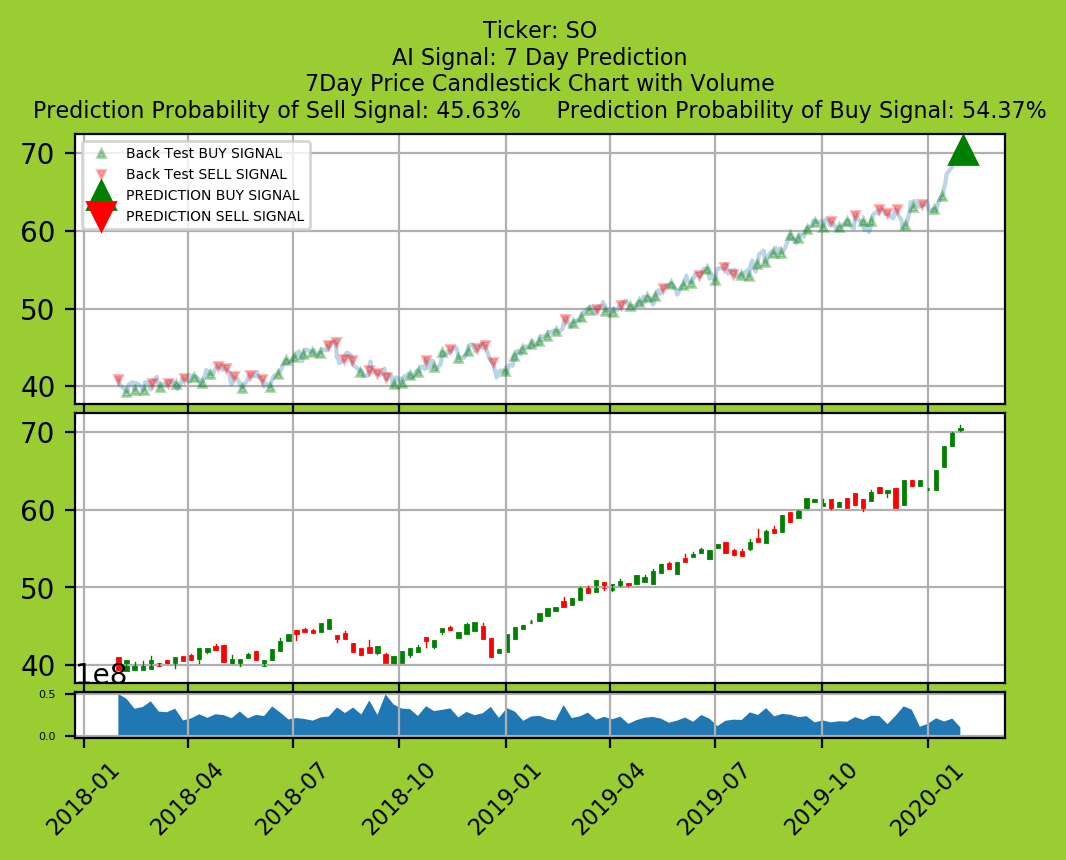 Ticker: SO
AI Signal: 7 Day Prediction
7Day Price Candlestick Chart with Volume
Prediction Probability of Sell Signal: 45.63% Prediction Probability of Buy Signal: 54.37%
70
60
50
40
Back Test BUY SIGNAL
Back Test SELL SIGNAL
PREDICTION BUY SIGNAL
PREDICTION SELL SIGNAL
70
60
50
40
1e8
0.5
0.0
2018-01
2018-04
2018-07
2018-10
2019-01
2019-04
2019-07
2019-10
2020-01